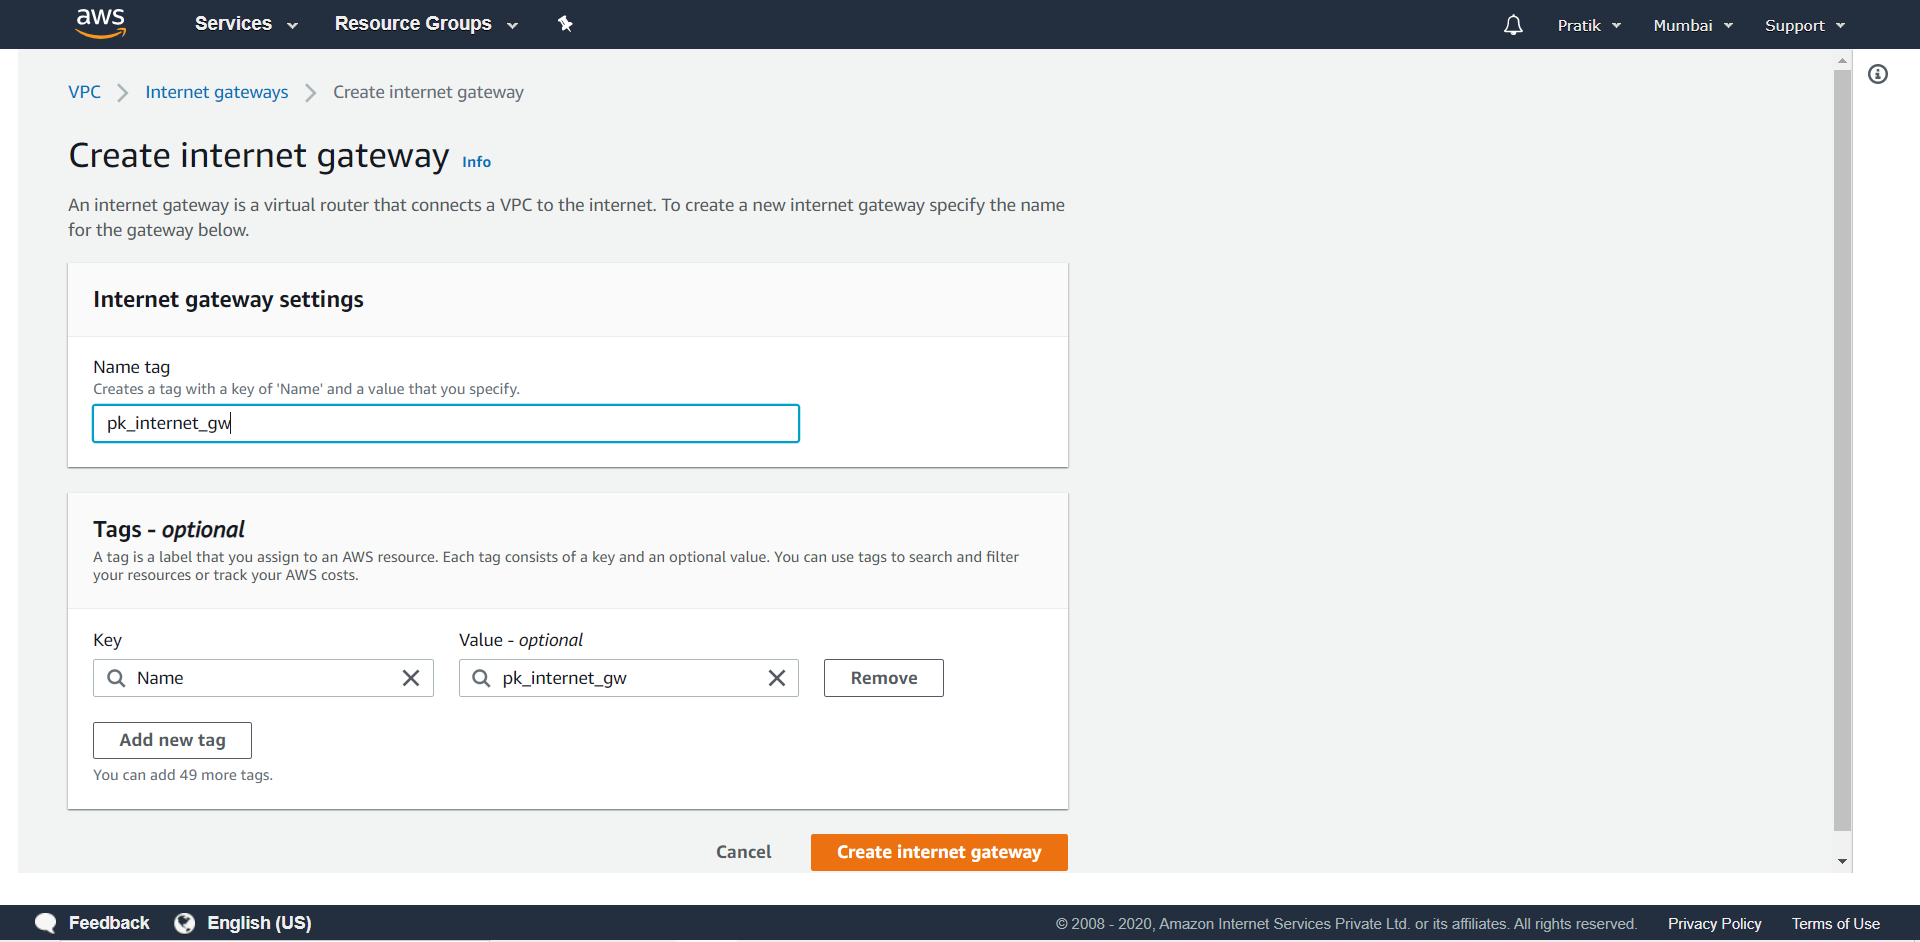 aws
Services
Resource Groups
Pratik
Mumbai
Support
VPC
Internet gateways
Create internet gateway
Create internet gateway Info
An internet gateway is a virtual router that connects a VPC to the internet. To create a new internet gateway specify the name
for the gateway below.
Internet gateway settings
Name tag
Creates a tag with a key of 'Name' and a value that you specify.
pk_internet_gw
Tags - optional
A tag is a label that you assign to an AWS resource. Each tag consists of a key and an optional value. You can use tags to search and filter
your resources or track your AWS costs.
Key
Value - optional
Name
pk_internet_gw
Remove
Add new tag
You can add 49 more tags.
Cancel
Create internet gateway
Feedback
English (US)
© 2008 - 2020, Amazon Internet Services Private Ltd. or its affiliates. All rights reserved.
Privacy Policy
Terms of Use